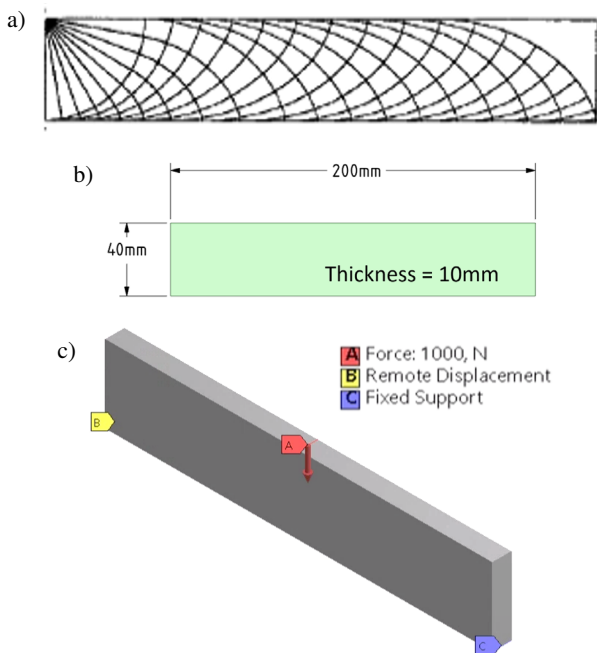 a)
b)
200mm
40mm
Thickness = 10mm
c)
A Force: 1000, N
B Remote Displacement
C Fixed Support
B
A
C